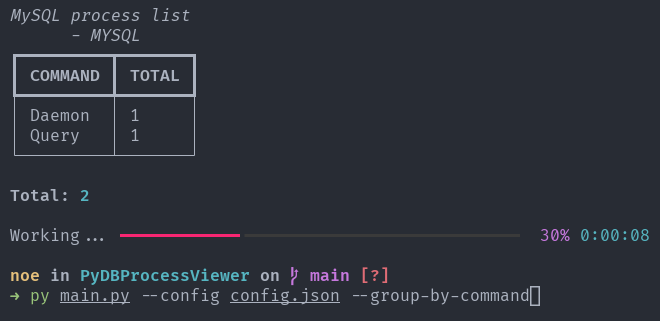 MySQL process list
- MYSQL
COMMAND TOTAL
Daemon 1
Query 1
Total: 2
Working... 30% 0:00:08
noe in PyDBProcessViewer on main [?]
➜ py main.py --config config.json --group-by-command